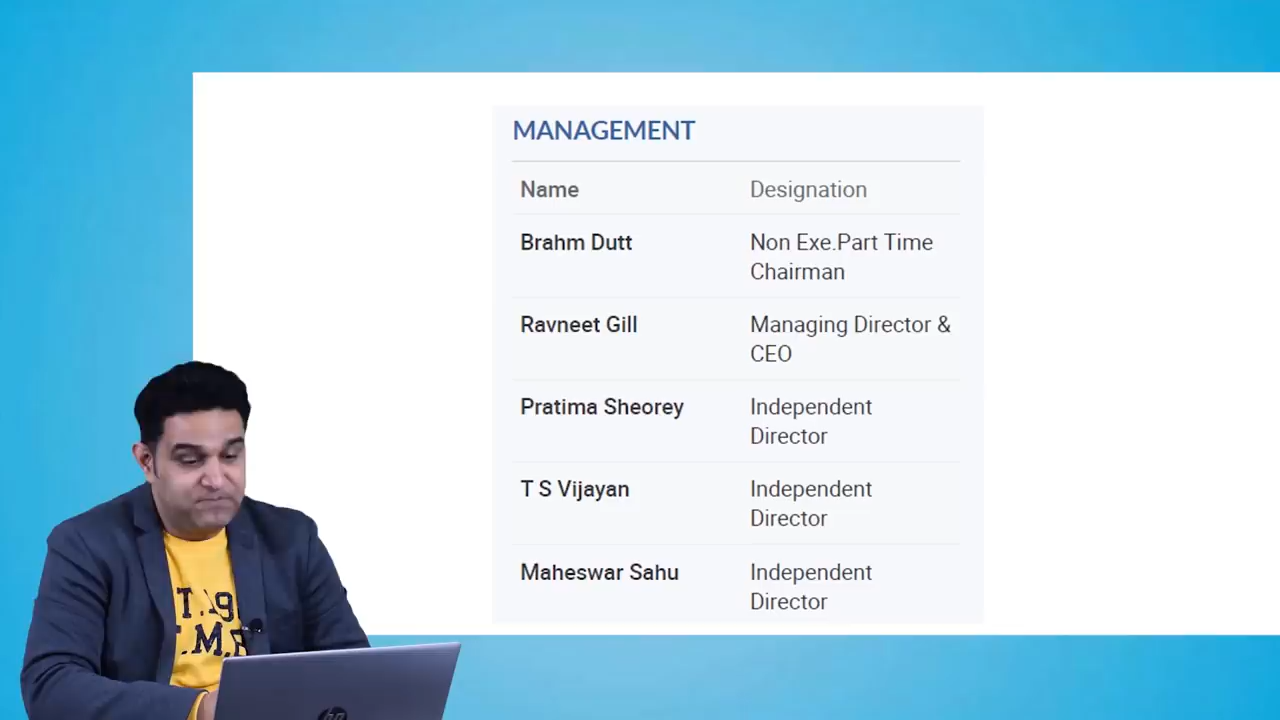 MANAGEMENT
Name Designation
Brahm Dutt Non Exe.Part Time
Chairman
Ravneet Gill Managing Director &
CEO
Pratima Sheorey Independent
Director
T S Vijayan Independent
Director
Maheswar Sahu Independent
Director
hp